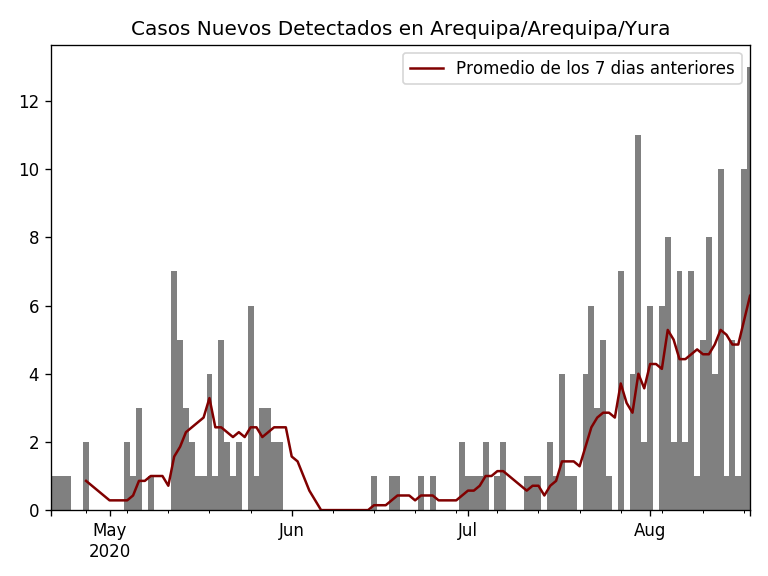 Casos Nuevos Detectados en Arequipa/Arequipa/Yura
Promedio de los 7 dias anteriores
12
10
8
6
4
2
0
May
2020
Jun
Jul
Aug